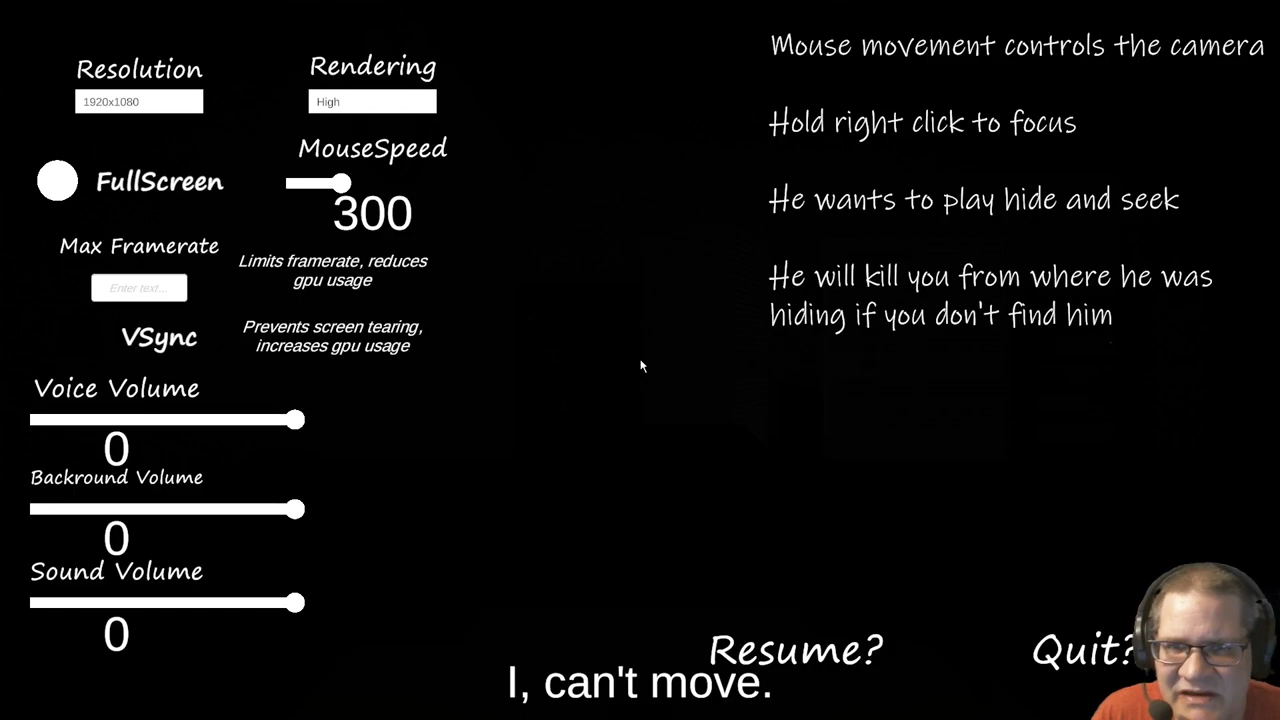 Resolution
1920x1080
Rendering
High
FullScreen
MouseSpeed
300
Max Framerate
Enter text...
Limits framerate, reduces
gpu usage
VSync
Prevents screen tearing,
increases gpu usage
Voice Volume
0
Backround Volume
0
Sound Volume
0
Mouse movement controls the camera
Hold right click to focus
He wants to play hide and seek
He will kill you from where he was
hiding if you don't find him
Resume?
Quit?
I, can't move.